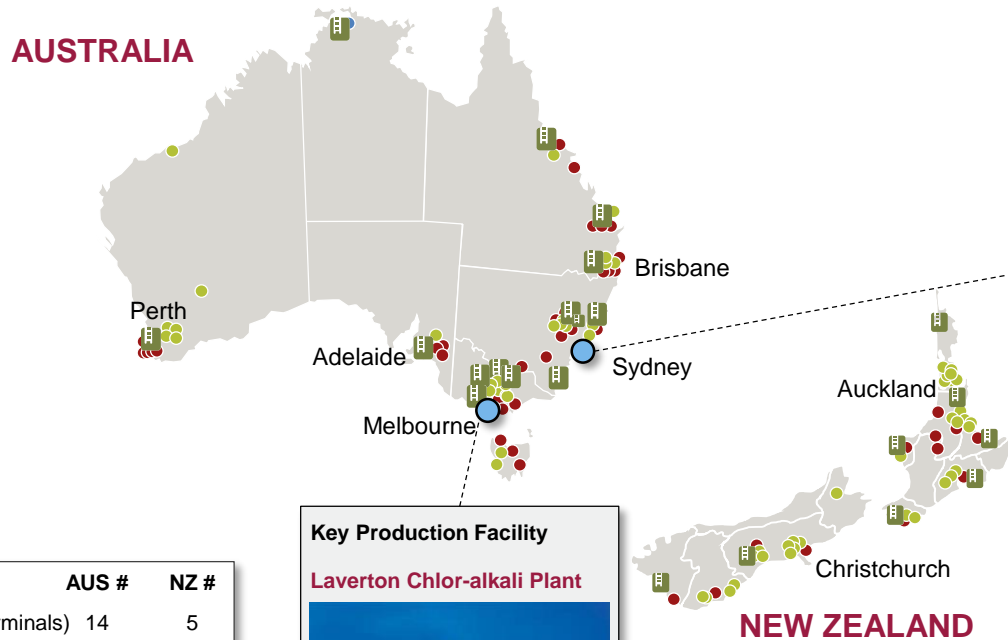 AUSTRALIA
Brisbane
Perth
Adelaide
Sydney
Auckland
Melbourne
Key Production Facility
Laverton Chlor-alkali Plant
Christchurch
AUS # NZ #
14 5
NEW ZEALAND